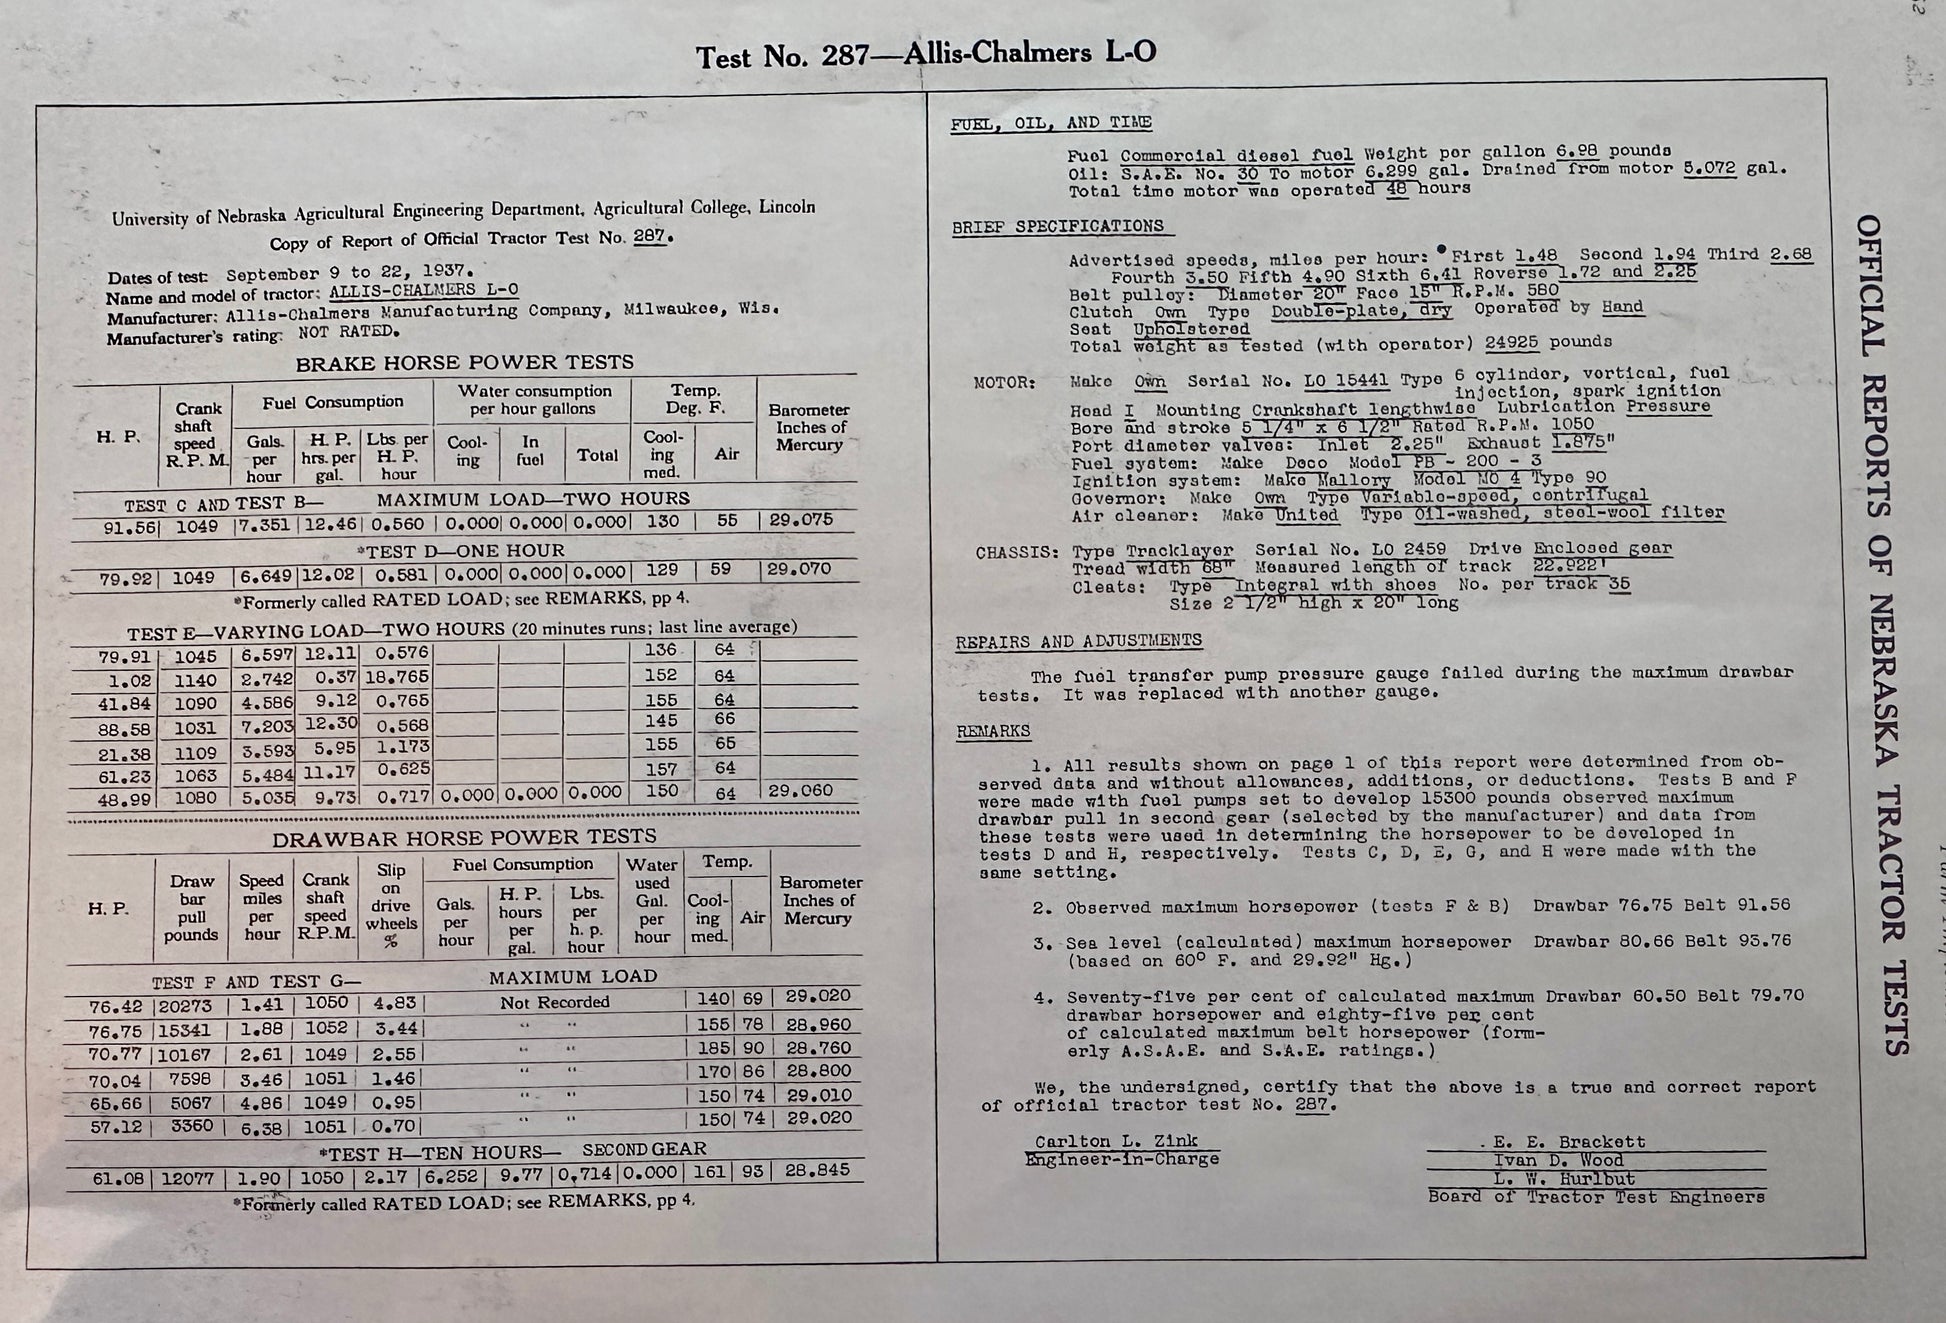 Test No. 287—Allis-Chalmers L-O
University of Nebraska Agricultural Engineering Department, Agricultural College, Lincoln
Copy of Report of Official Tractor Test No. 287.
Dates of test: September 9 to 22, 1937.
Name and model of tractor: ALLIS-CHALMERS L-O
Manufacturer: Allis-Chalmers Manufacturing Company, Milwaukee, Wis.
Manufacturer's rating: NOT RATED.
BRAKE HORSE POWER TESTS
H. P. | Crank shaft speed R. P. M. | Fuel Consumption | Water consumption per hour gallons | Temp. Deg. F. | Barometer Inches of Mercury
Gals. per hour | H. P. hrs. per gal. | Lbs per H. P. hour | Cool-ing | In fuel | Total | Cool-ing med. | Air
TEST C AND TEST B— MAXIMUM LOAD—TWO HOURS
91.56 | 1049 | 7.351 | 12.46 | 0.560 | 0.000 | 0.000 | 0.000 | 130 | 55 | 29.075
*TEST D—ONE HOUR
79.92 | 1049 | 6.649 | 12.02 | 0.581 | 0.000 | 0.000 | 0.000 | 129 | 59 | 29.070
*Formerly called RATED LOAD; see REMARKS, pp 4.
TEST E—VARYING LOAD—TWO HOURS (20 minutes runs; last line average)
79.91 | 1045 | 6.597 | 12.11 | 0.576 | 136 | 64
1.02 | 1140 | 2.742 | 0.37 | 18.765 | 152 | 64
41.84 | 1090 | 4.586 | 9.12 | 0.765 | 155 | 64
88.58 | 1031 | 7.203 | 12.30 | 0.568 | 145 | 66
21.38 | 1109 | 3.593 | 5.95 | 1.173 | 155 | 65
61.23 | 1063 | 5.484 | 11.17 | 0.625 | 157 | 64
48.99 | 1080 | 5.035 | 9.73 | 0.717 | 0.000 | 0.000 | 0.000 | 150 | 64 | 29.060
DRAWBAR HORSE POWER TESTS
H. P. | Draw bar pull pounds | Speed miles per hour | Crank shaft speed R.P.M. | Slip on drive wheels % | Fuel Consumption | Water used Gal. per hour | Temp. | Barometer Inches of Mercury
Gals. per hour | H. P. hours per gal. | Lbs. per h. p. hour | Cool-ing med. | Air
TEST F AND TEST G— MAXIMUM LOAD
76.42 | 20273 | 1.41 | 1050 | 4.83 | Not Recorded | 140 | 69 | 29.020
76.75 | 15341 | 1.88 | 1052 | 3.44 | " " | 155 | 78 | 28.960
70.77 | 10167 | 2.61 | 1049 | 2.55 | " " | 185 | 90 | 28.760
70.04 | 7598 | 3.46 | 1051 | 1.46 | " " | 170 | 86 | 28.800
65.66 | 5067 | 4.86 | 1049 | 0.95 | " " | 150 | 74 | 29.010
57.12 | 3360 | 6.38 | 1051 | 0.70 | " " | 150 | 74 | 29.020
*TEST H—TEN HOURS— SECOND GEAR
61.08 | 12077 | 1.90 | 1050 | 2.17 | 6.252 | 9.77 | 0.714 | 0.000 | 161 | 93 | 28.845
*Formerly called RATED LOAD; see REMARKS, pp 4.
FUEL, OIL, AND TIME
Fuel Commercial diesel fuel Weight per gallon 6.98 pounds
Oil: S.A.E. No. 30 To motor 6.299 gal. Drained from motor 5.072 gal.
Total time motor was operated 48 hours
BRIEF SPECIFICATIONS
Advertised speeds, miles per hour: First 1.48 Second 1.94 Third 2.68
Fourth 3.50 Fifth 4.90 Sixth 6.41 Reverse 1.72 and 2.25
Belt pulley: Diameter 20" Face 15" R.P.M. 580
Clutch Own Type Double-plate, dry Operated by Hand
Seat Upholstered
Total weight as tested (with operator) 24925 pounds
MOTOR: Make Own Serial No. LO 15441 Type 6 cylinder, vertical, fuel
injection, spark ignition
Head I Mounting Crankshaft lengthwise Lubrication Pressure
Bore and stroke 5 1/4" x 6 1/2" Rated R.P.M. 1050
Port diameter valves: Inlet 2.25" Exhaust 1.875"
Fuel system: Make Deco Model PB - 200 - 3
Ignition system: Make Mallory Model MO 4 Type 90
Governor: Make Own Type Variable-speed, centrifugal
Air cleaner: Make United Type Oil-washed, steel-wool filter
CHASSIS: Type Tracklayer Serial No. LO 2459 Drive Enclosed gear
Tread width 68" Measured length of track 22.922'
Cleats: Type Integral with shoes No. per track 35
Size 2 1/2" high x 20" long
REPAIRS AND ADJUSTMENTS
The fuel transfer pump pressure gauge failed during the maximum drawbar
tests. It was replaced with another gauge.
REMARKS
1. All results shown on page 1 of this report were determined from ob-
served data and without allowances, additions, or deductions. Tests B and F
were made with fuel pumps set to develop 15300 pounds observed maximum
drawbar pull in second gear (selected by the manufacturer) and data from
these tests were used in determining the horsepower to be developed in
tests D and H, respectively. Tests C, D, E, G, and H were made with the
same setting.
2. Observed maximum horsepower (tests F & B) Drawbar 76.75 Belt 91.56
3. Sea level (calculated) maximum horsepower Drawbar 80.66 Belt 93.76
(based on 60° F. and 29.92" Hg.)
4. Seventy-five per cent of calculated maximum Drawbar 60.50 Belt 79.70
drawbar horsepower and eighty-five per cent
of calculated maximum belt horsepower (form-
erly A.S.A.E. and S.A.E. ratings.)
We, the undersigned, certify that the above is a true and correct report
of official tractor test No. 287.
Carlton L. Zink
Engineer-in-Charge
E. E. Brackett
Ivan D. Wood
L. W. Hurlbut
Board of Tractor Test Engineers
OFFICIAL REPORTS OF NEBRASKA TRACTOR TESTS